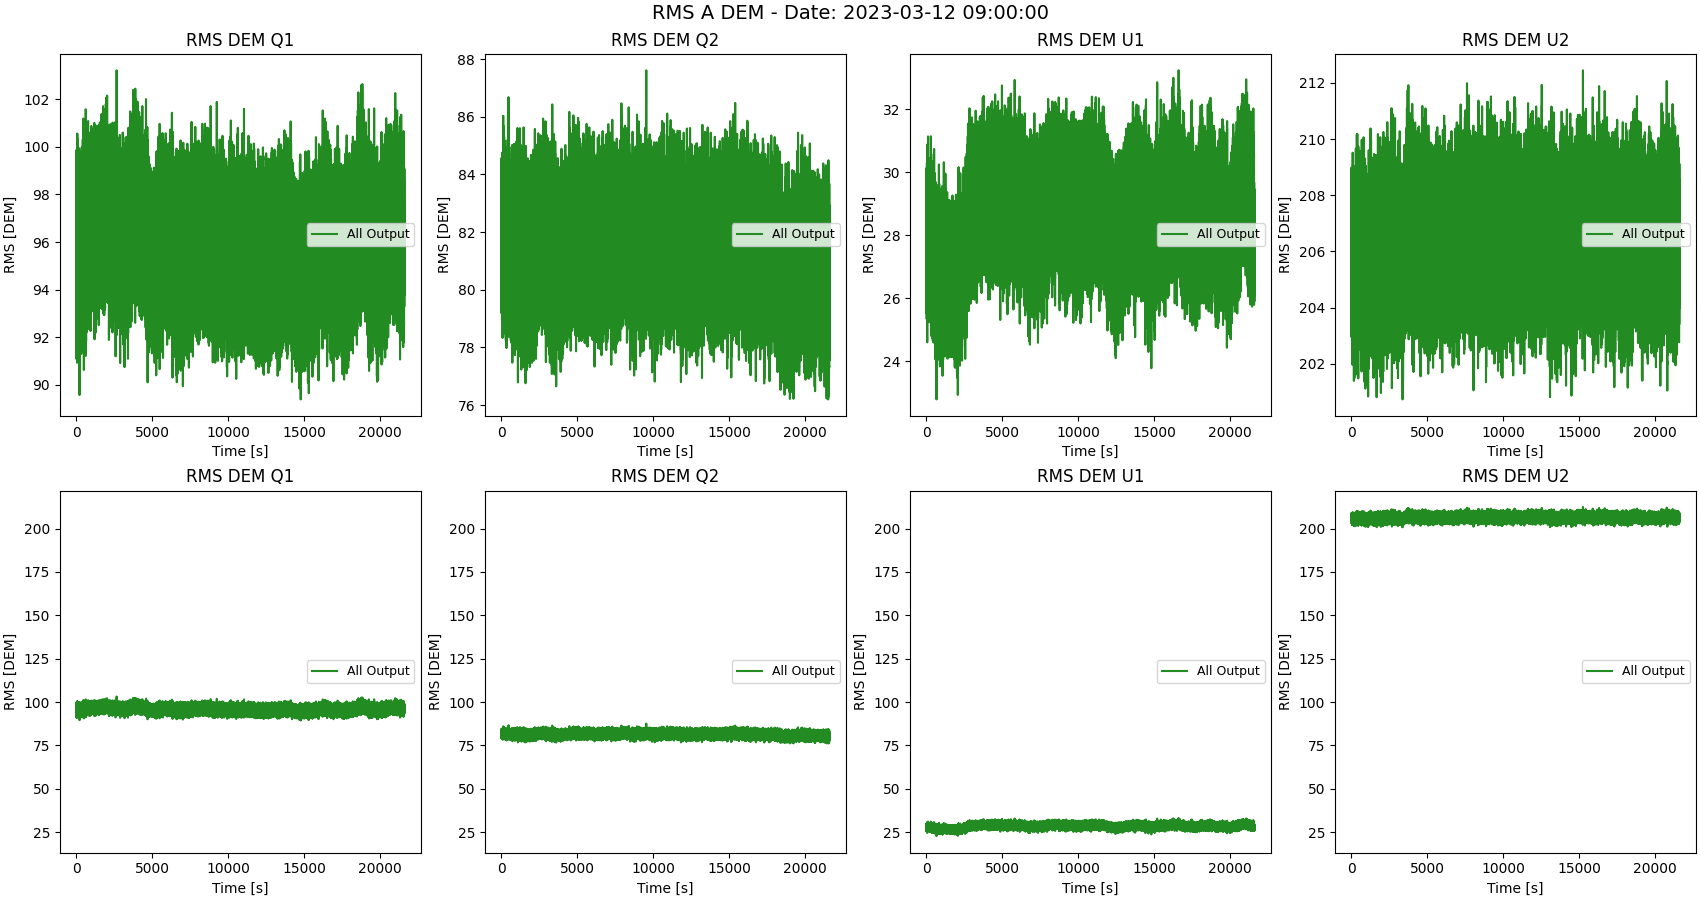 RMS A DEM - Date: 2023-03-12 09:00:00
RMS DEM Q1
RMS [DEM]
102
100
98
96
94
92
90
All Output
0 5000 10000 15000 20000
Time [s]
RMS DEM Q2
RMS [DEM]
88
86
84
82
80
78
76
All Output
0 5000 10000 15000 20000
Time [s]
RMS DEM U1
RMS [DEM]
32
30
28
26
24
All Output
0 5000 10000 15000 20000
Time [s]
RMS DEM U2
RMS [DEM]
212
210
208
206
204
202
All Output
0 5000 10000 15000 20000
Time [s]
RMS DEM Q1
RMS [DEM]
200
175
150
125
100
75
50
25
All Output
0 5000 10000 15000 20000
Time [s]
RMS DEM Q2
RMS [DEM]
200
175
150
125
100
75
50
25
All Output
0 5000 10000 15000 20000
Time [s]
RMS DEM U1
RMS [DEM]
200
175
150
125
100
75
50
25
All Output
0 5000 10000 15000 20000
Time [s]
RMS DEM U2
RMS [DEM]
200
175
150
125
100
75
50
25
All Output
0 5000 10000 15000 20000
Time [s]